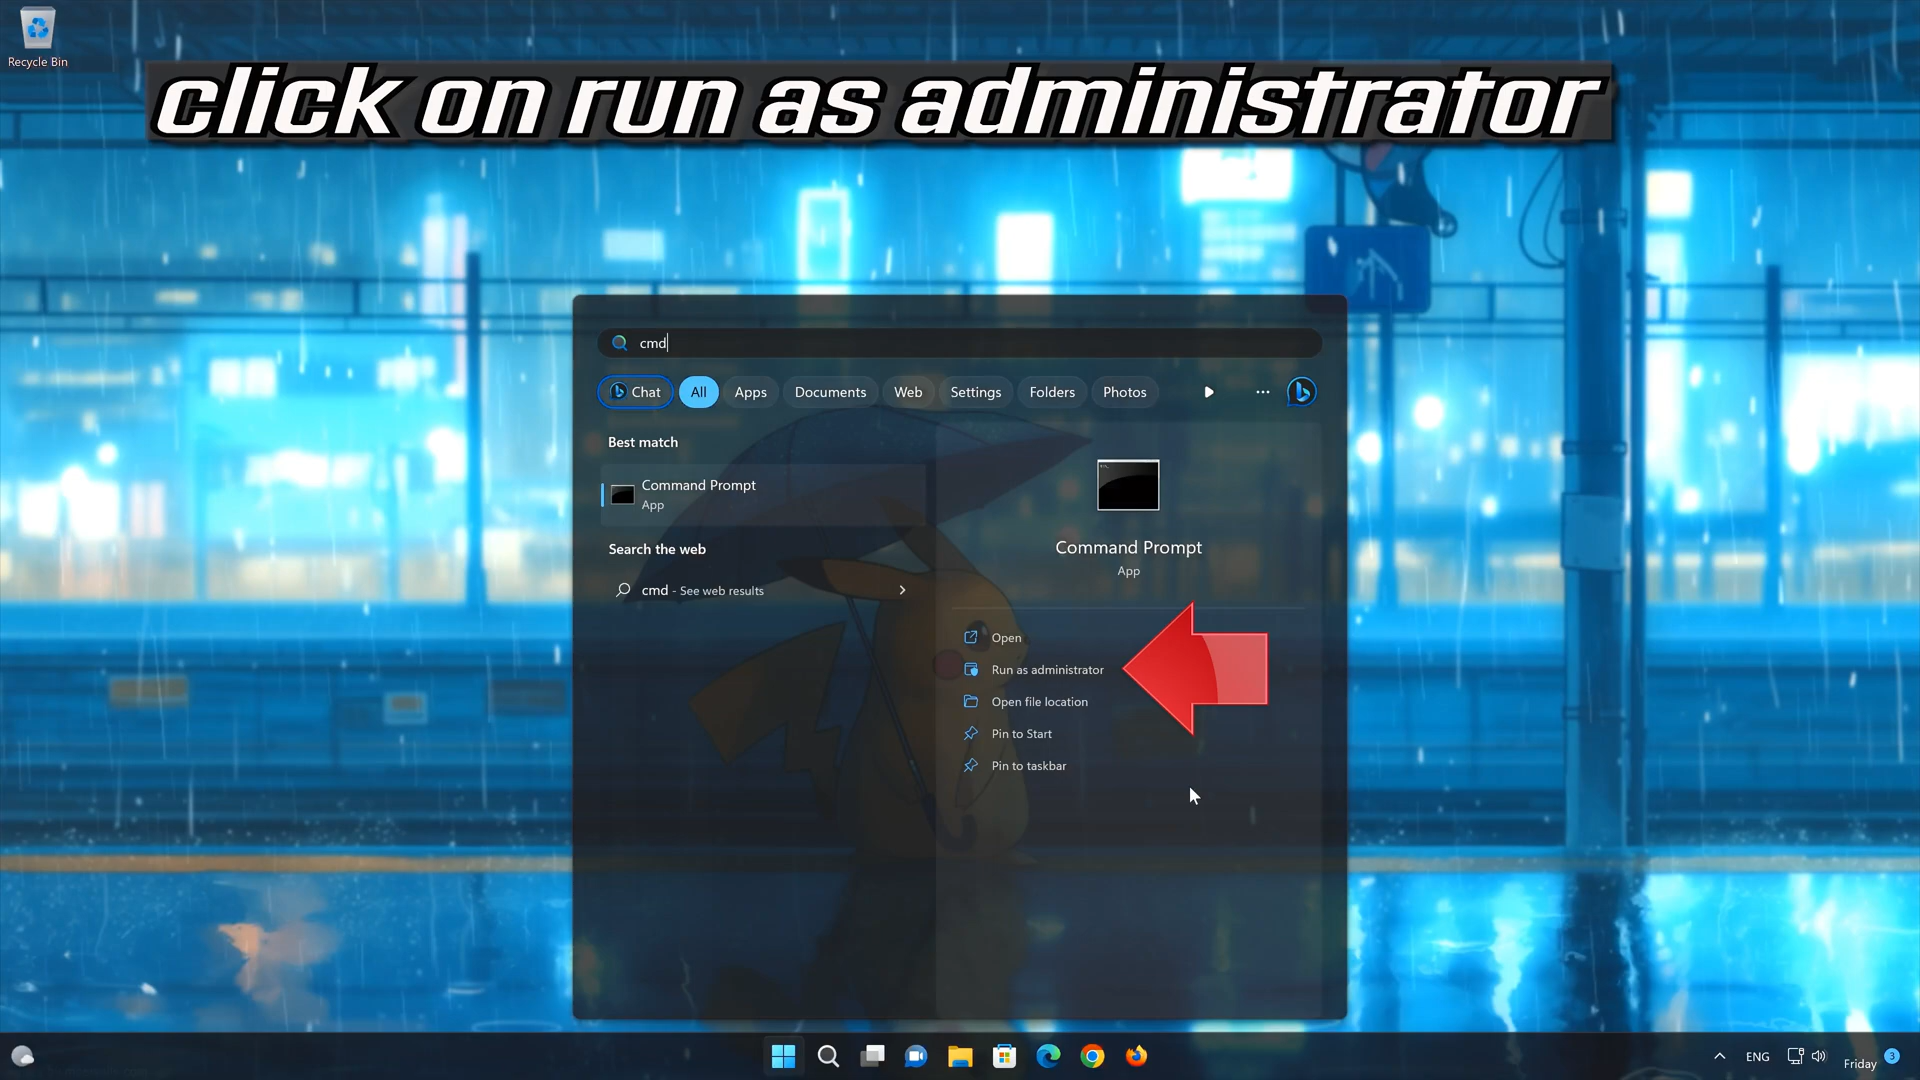 Recycle Bin
click on run as administrator
cmd
Chat All Apps Documents Web Settings Folders Photos
Best match
Command Prompt
App
Search the web
cmd - See web results
Command Prompt
App
Open
Run as administrator
Open file location
Pin to Start
Pin to taskbar
ENG
Friday 3